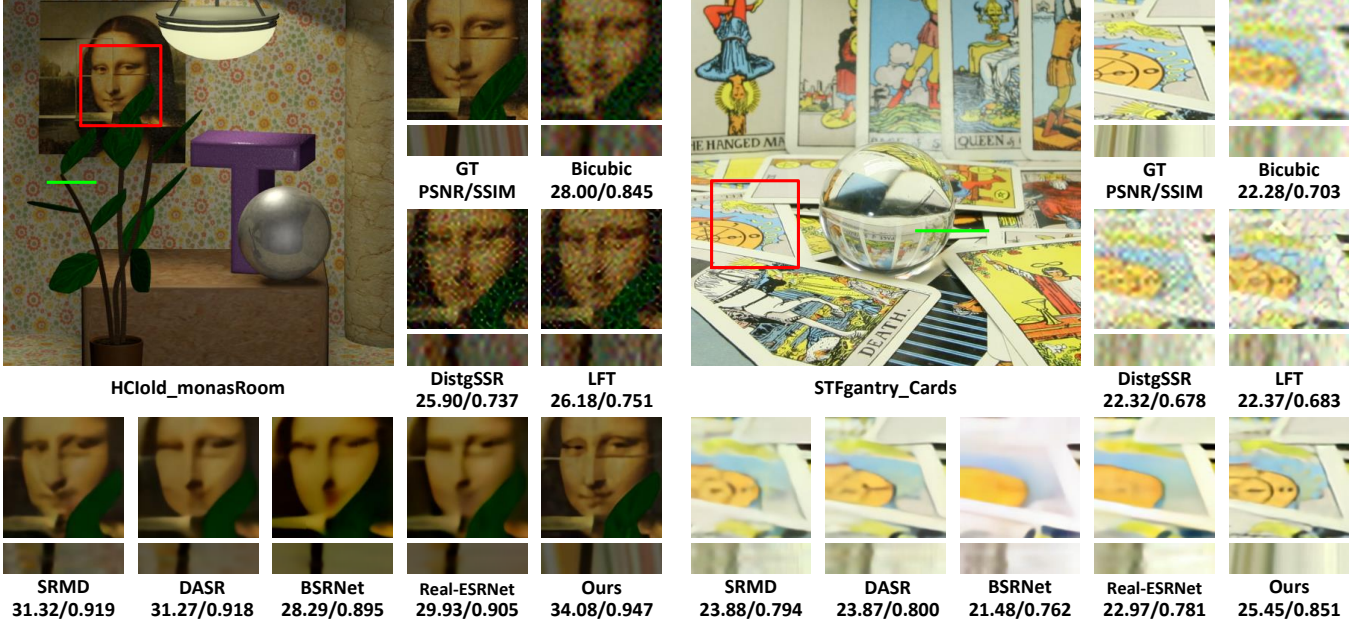 HE HANGED MA
QUEEN
DEATH.
GT
PSNR/SSIM
Bicubic
28.00/0.845
DistgSSR
25.90/0.737
LFT
26.18/0.751
HCIold_monasRoom
SRMD
31.32/0.919
DASR
31.27/0.918
BSRNet
28.29/0.895
Real-ESRNet
29.93/0.905
Ours
34.08/0.947
GT
PSNR/SSIM
Bicubic
22.28/0.703
DistgSSR
22.32/0.678
LFT
22.37/0.683
STFgantry_Cards
SRMD
23.88/0.794
DASR
23.87/0.800
BSRNet
21.48/0.762
Real-ESRNet
22.97/0.781
Ours
25.45/0.851